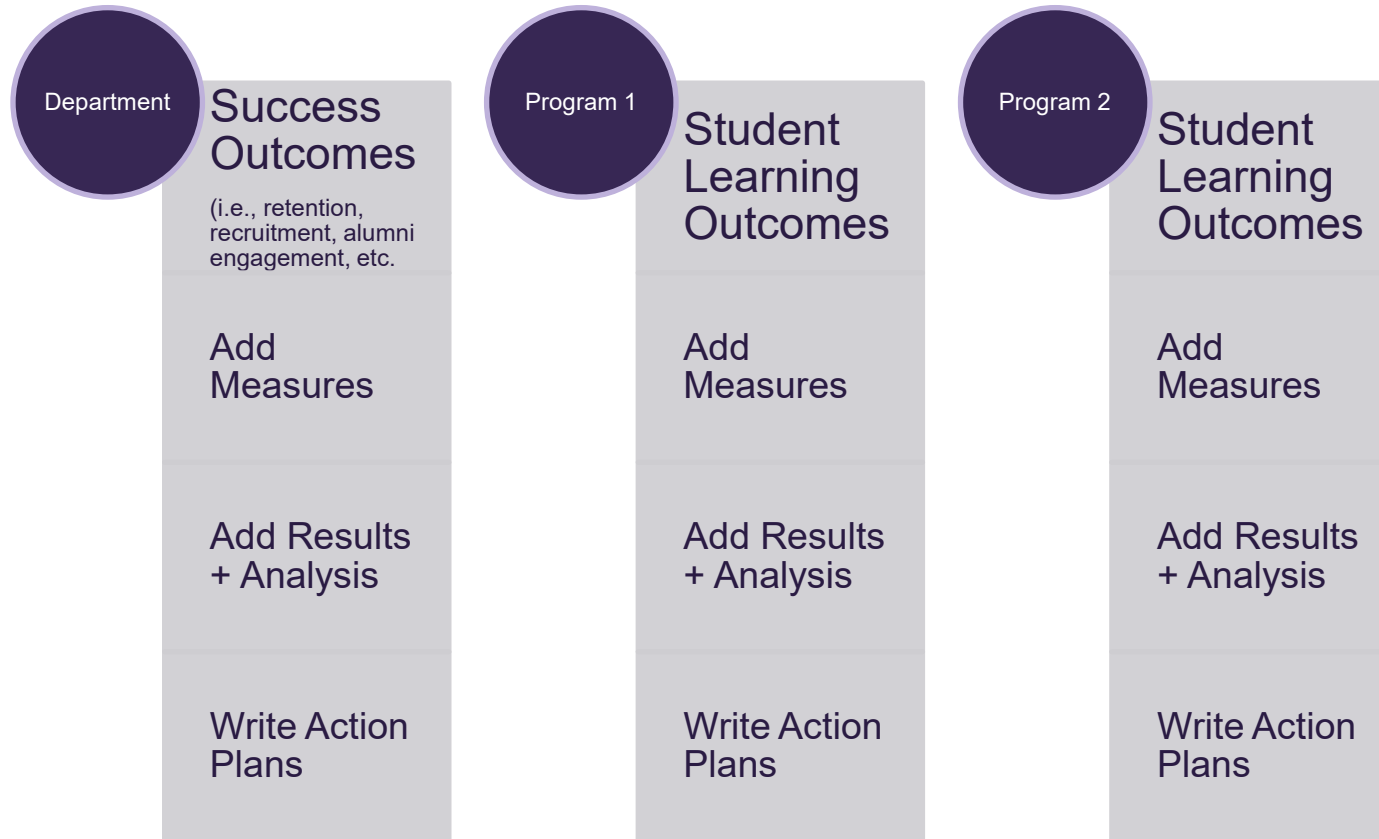 Department
Success
Outcomes
(i.e., retention,
recruitment, alumni
engagement, etc.
Add
Measures
Add Results
+ Analysis
Write Action
Plans
Program 1
Student
Learning
Outcomes
Add
Measures
Add Results
+ Analysis
Write Action
Plans
Program 2
Student
Learning
Outcomes
Add
Measures
Add Results
+ Analysis
Write Action
Plans